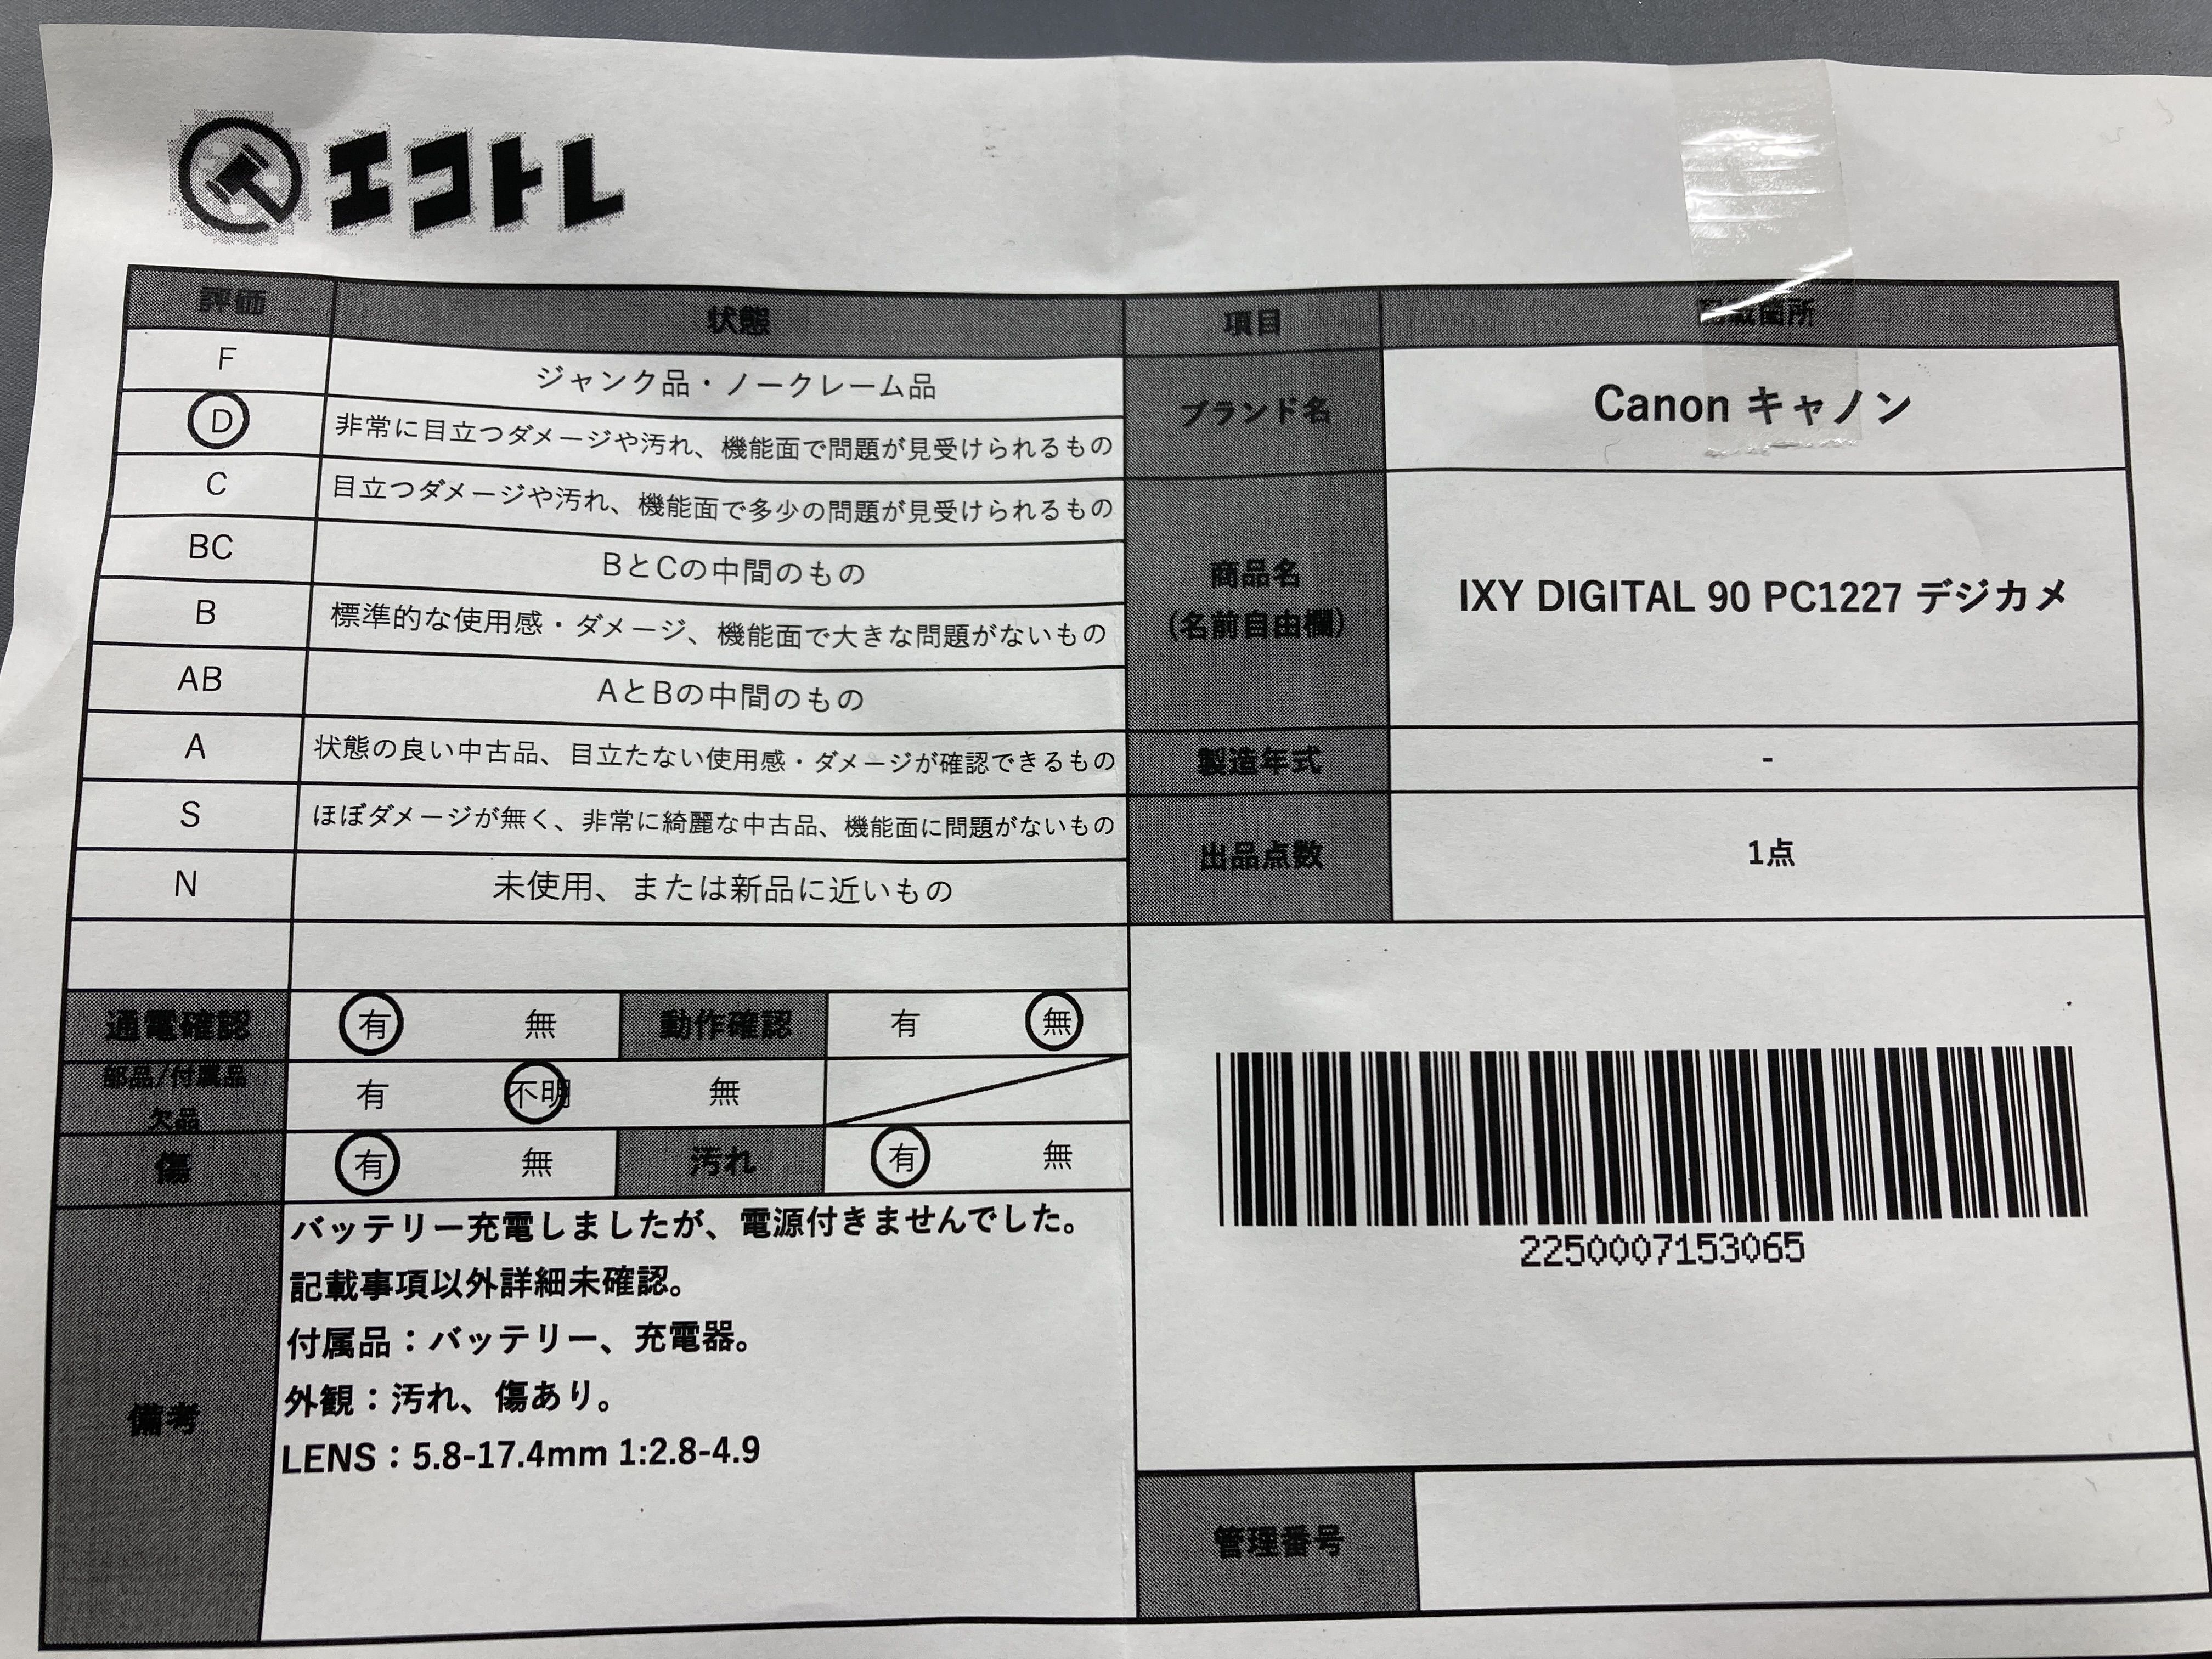 エコトレ
評価 状態 項目 記載箇所
F ジャンク品・ノークレーム品
D 非常に目立つダメージや汚れ、機能面で問題が見受けられるもの
C 目立つダメージや汚れ、機能面で多少の問題が見受けられるもの
BC BとCの中間のもの
B 標準的な使用感・ダメージ、機能面で大きな問題がないもの
AB AとBの中間のもの
A 状態の良い中古品、目立たない使用感・ダメージが確認できるもの
S ほぼダメージが無く、非常に綺麗な中古品、機能面に問題がないもの
N 未使用、または新品に近いもの
ブランド名 Canon キャノン
商品名
(名前自由欄)
IXY DIGITAL 90 PC1227 デジカメ
製造年式 -
出品点数 1点
通電確認 有 無 動作確認 有 無
部品/付属品
欠品
有 不明 無
傷 有 無 汚れ 有 無
備考
バッテリー充電しましたが、電源付きませんでした。
記載事項以外詳細未確認。
付属品：バッテリー、充電器。
外観：汚れ、傷あり。
LENS：5.8-17.4mm 1:2.8-4.9
2250007153065
管理番号